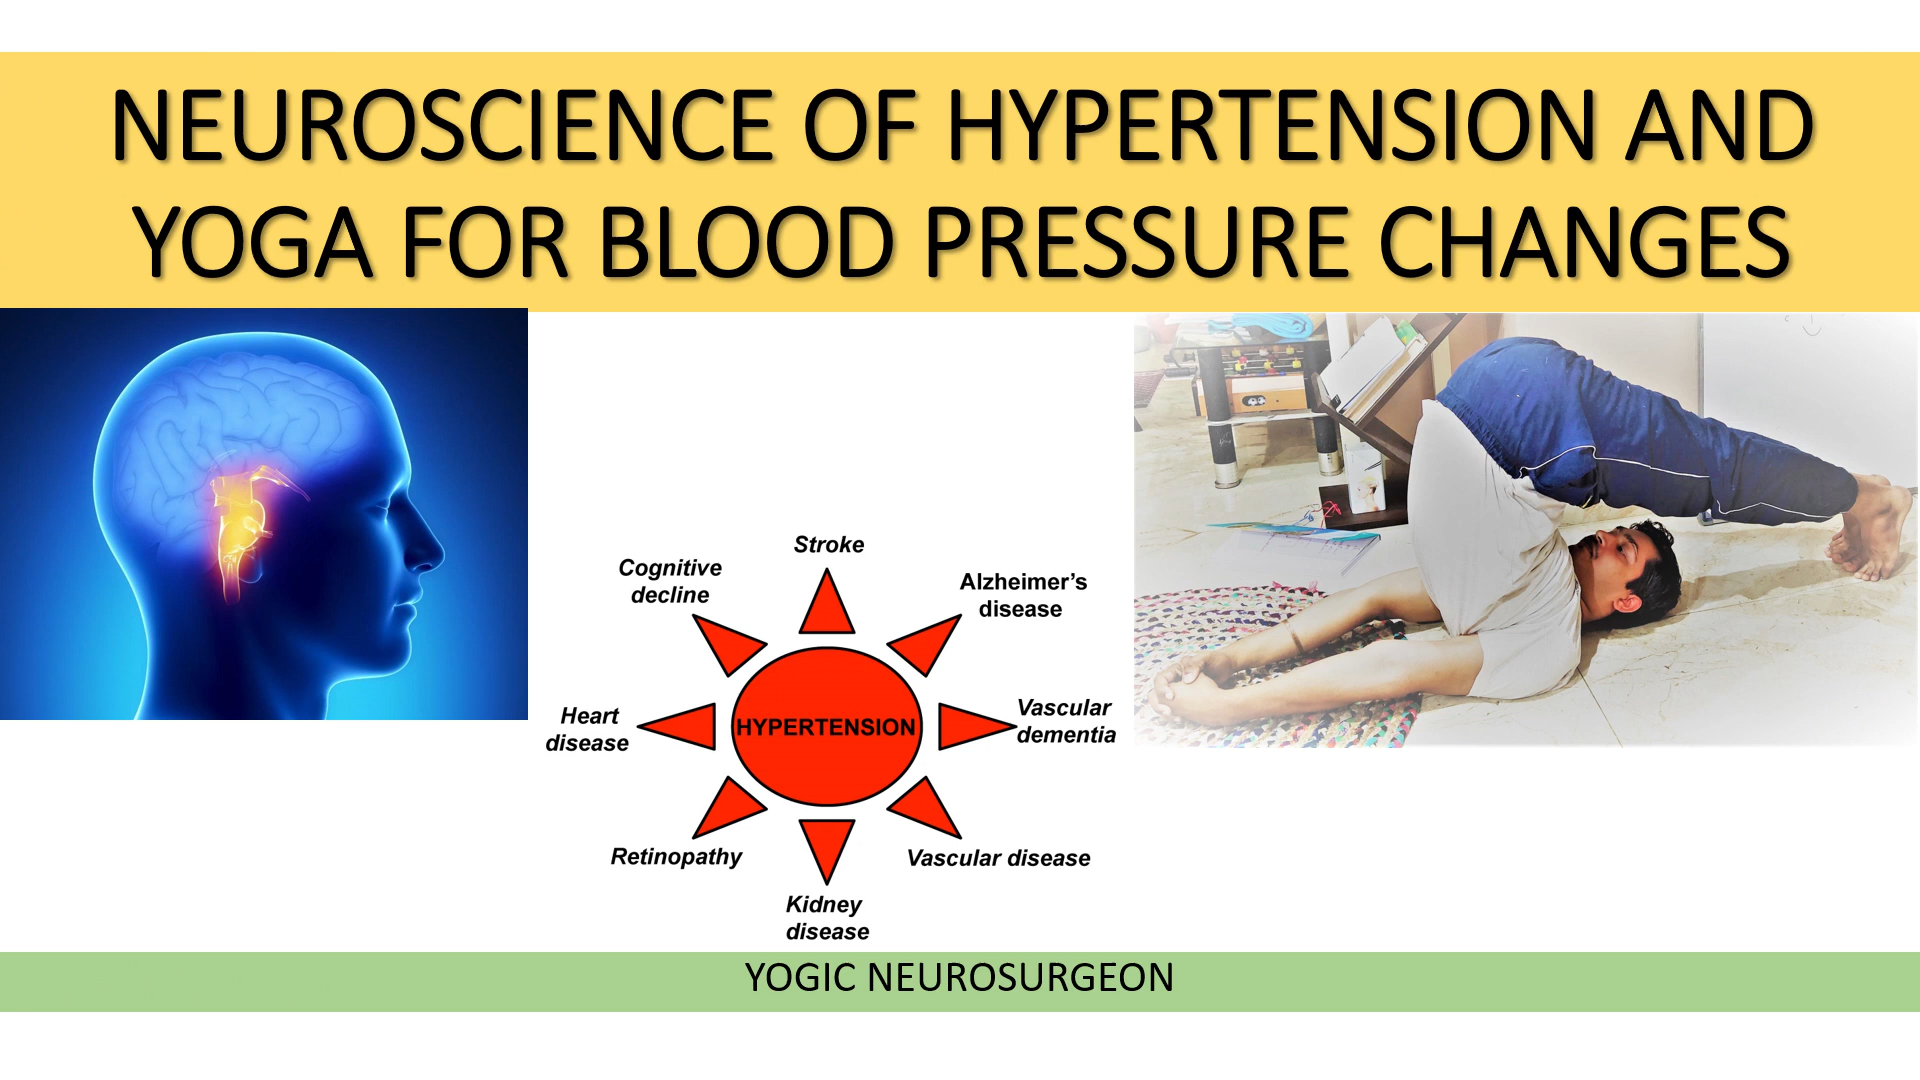 NEUROSCIENCE OF HYPERTENSION AND
YOGA FOR BLOOD PRESSURE CHANGES
Stroke
Cognitive
decline
Alzheimer's
disease
Heart
disease
HYPERTENSION
Vascular
dementia
Retinopathy
Vascular disease
Kidney
disease
YOGIC NEUROSURGEON